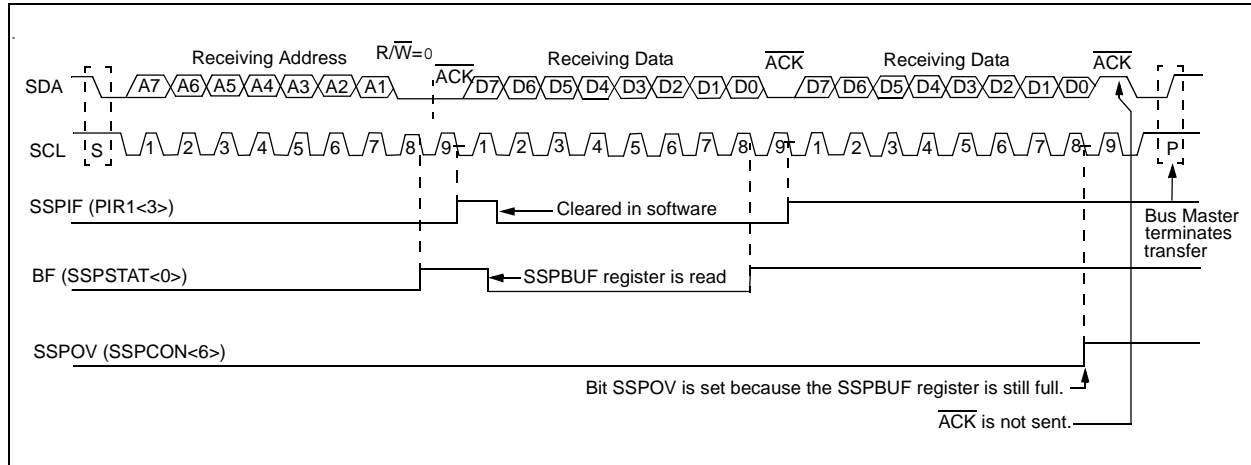 Receiving Address R/W=0 Receiving Data ACK Receiving Data ACK
SDA A7 A6 A5 A4 A3 A2 A1 ACK D7 D6 D5 D4 D3 D2 D1 D0 D7 D6 D5 D4 D3 D2 D1 D0
SCL S 1 2 3 4 5 6 7 8 9 1 2 3 4 5 6 7 8 9 1 2 3 4 5 6 7 8 9 P
SSPIF (PIR1<3>)
Cleared in software
Bus Master
terminates
transfer
BF (SSPSTAT<0>)
SSPBUF register is read
SSPOV (SSPCON<6>)
Bit SSPOV is set because the SSPBUF register is still full.
ACK is not sent.